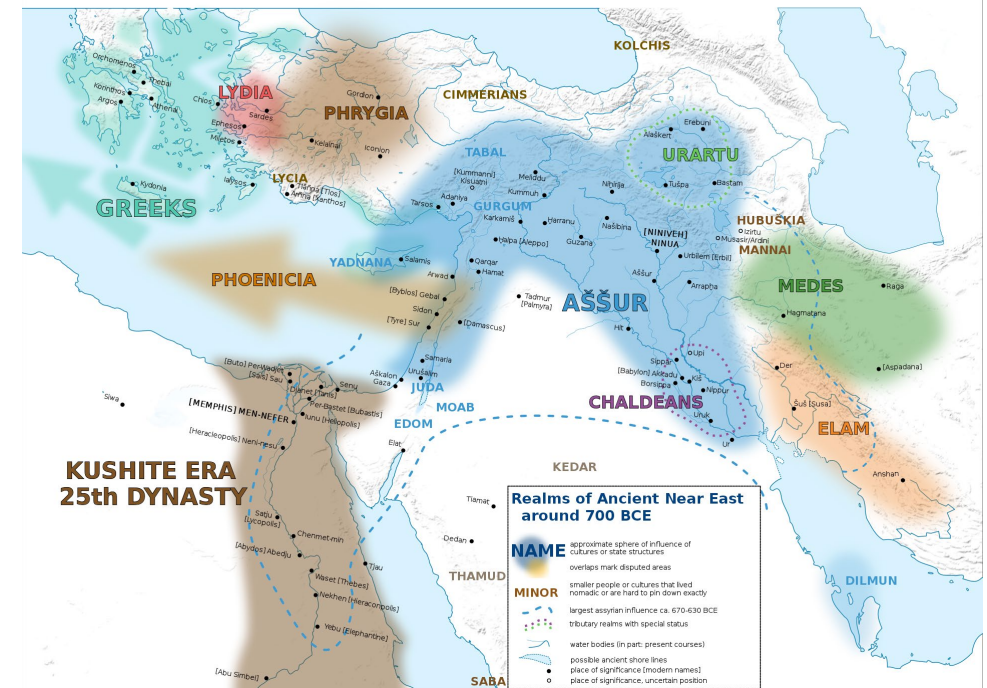 KOLCHIS
Orchomenos
Thebai
Korinthos
Argos
Athenai
Chios
LYDIA
Sardes
Ephesos
Miletos
Gordion
PHRYGIA
Kelainai
Ikonion
CIMMERIANS
TABAL
[Kummanni]
Kisuatni
Meliddu
Kummuh
Adaniya
Tarsos
GURGUM
Karkamiš
Harranu
Našibina
Guzana
Halpa [Aleppo]
Erebuni
Alaškert
URARTU
Tušpa
Bastam
Nihirija
HUBUSKIA
Izirtu
Musasir/Ardini
MANNAI
[NINIVEH]
NINUA
Urbilem [Erbil]
Aššur
Arrapha
AŠŠUR
LYCIA
Ialysos
Kydonia
GREEKS
YADNANA
Salamis
PHOENICIA
Qarqar
Hamat
Arwad
[Byblos] Gebal
Sidon
[Tyre] Sur
[Damascus]
Tadmur
[Palmyra]
MEDES
Raga
Hagmatana
[Aspadana]
Hit
Sippar
Upi
[Babylon] Akkadu
Kiš
Borsippa
Nippur
CHALDEANS
Uruk
Ur
Der
Šuš [Susa]
ELAM
Anshan
Samaria
Urušalim
Aškalon
Gaza
JUDA
MOAB
EDOM
Elat
KEDAR
Tiamat
Dedan
THAMUD
SABA
DILMUN
Siwa
[Buto] Per-Wadjet
[Sais] Sau
Djanet [Tanis]
Senu
Per-Bastet [Bubastis]
[MEMPHIS] MEN-NEFER
Iunu [Heliopolis]
[Heracleopolis] Neni-nesu
KUSHITE ERA
25th DYNASTY
Satju
[Lycopolis]
Chenmet-min
[Abydos] Abedju
Tjau
Waset [Thebes]
Nekhen [Hieraconpolis]
Yebu [Elephantine]
[Abu Simbel]
Realms of Ancient Near East
around 700 BCE
NAME
approximate sphere of influence of
cultures or state structures
overlaps mark disputed areas
MINOR
smaller people or cultures that lived
nomadic or are hard to pin down exactly
largest assyrian influence ca. 670-630 BCE
tributary realms with special status
water bodies (in part: present courses)
possible ancient shore lines
place of significance [modern names]
place of significance, uncertain position